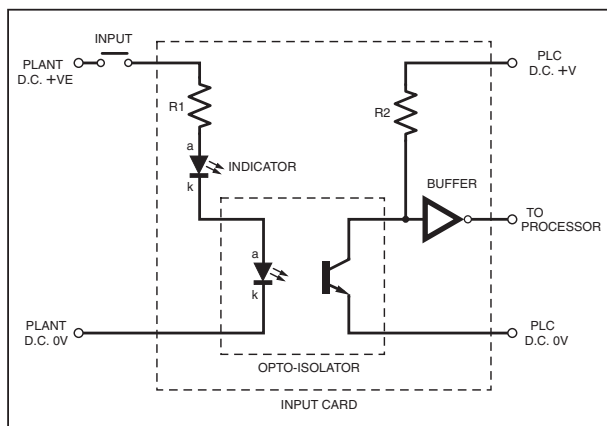 INPUT
PLANT
D.C. +VE
PLC
D.C. +V
R1
R2
a
INDICATOR
k
BUFFER
TO
PROCESSOR
a
k
PLANT
D.C. 0V
PLC
D.C. 0V
OPTO-ISOLATOR
INPUT CARD